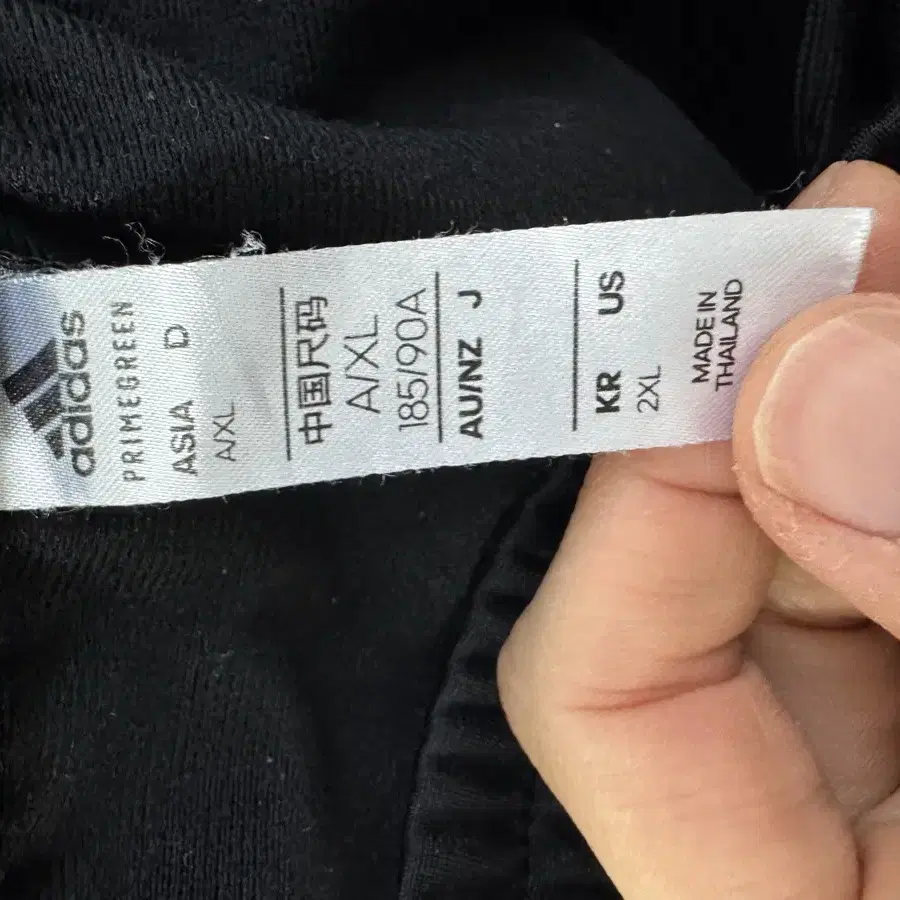 adidas
PRIMEGREEN
ASIA D
A/XL
中国尺码
A/XL
185/90A
AU/NZ J
KR US
2XL
MADE IN
THAILAND